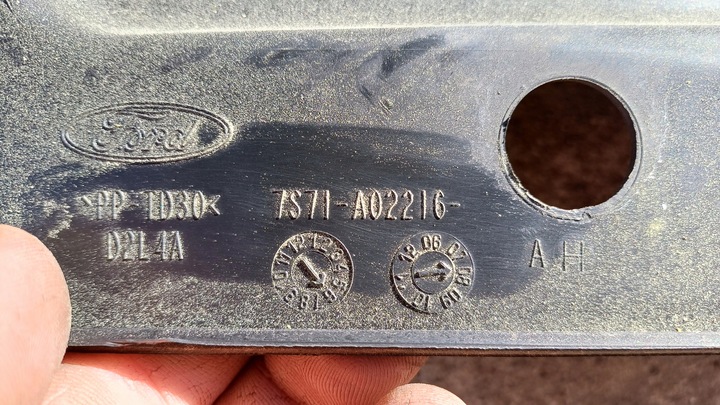 Ford
>PP-TD30<
7S71-A02216-
D2L4A
AH